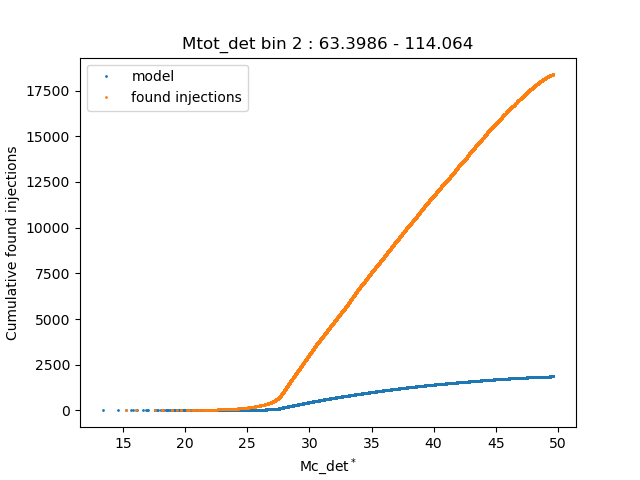 Mtot_det bin 2 : 63.3986 - 114.064
model
found injections
Cumulative found injections
17500
15000
12500
10000
7500
5000
2500
0
15 20 25 30 35 40 45 50
Mc_det*